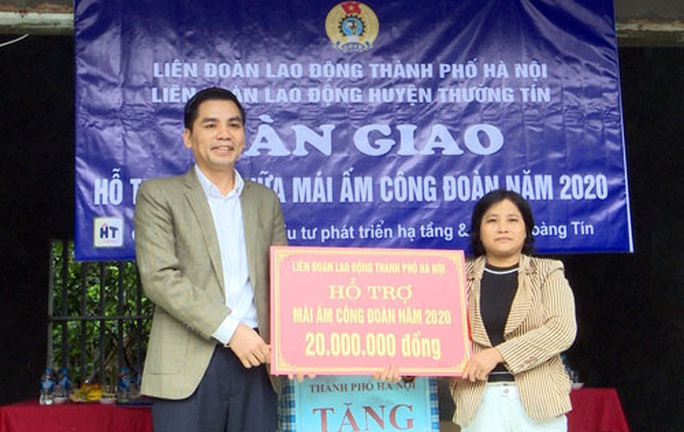 LIÊN ĐOÀN LAO ĐỘNG THÀNH PHỐ HÀ NỘI
LIÊN ĐOÀN LAO ĐỘNG HUYỆN THƯỜNG TÍN
ÀN GIAO
HỖ T ỮA MÁI ẤM CÔNG ĐOÀN NĂM 2020
HT tư phát triển hạ tầng & oàng Tín
LIÊN ĐOÀN LAO ĐỘNG THÀNH PHỐ HÀ NỘI
HỖ TRỢ
MÁI ẤM CÔNG ĐOÀN NĂM 2020
20.000.000 đồng
THÀNH PHỐ HÀ NỘI
TẶNG